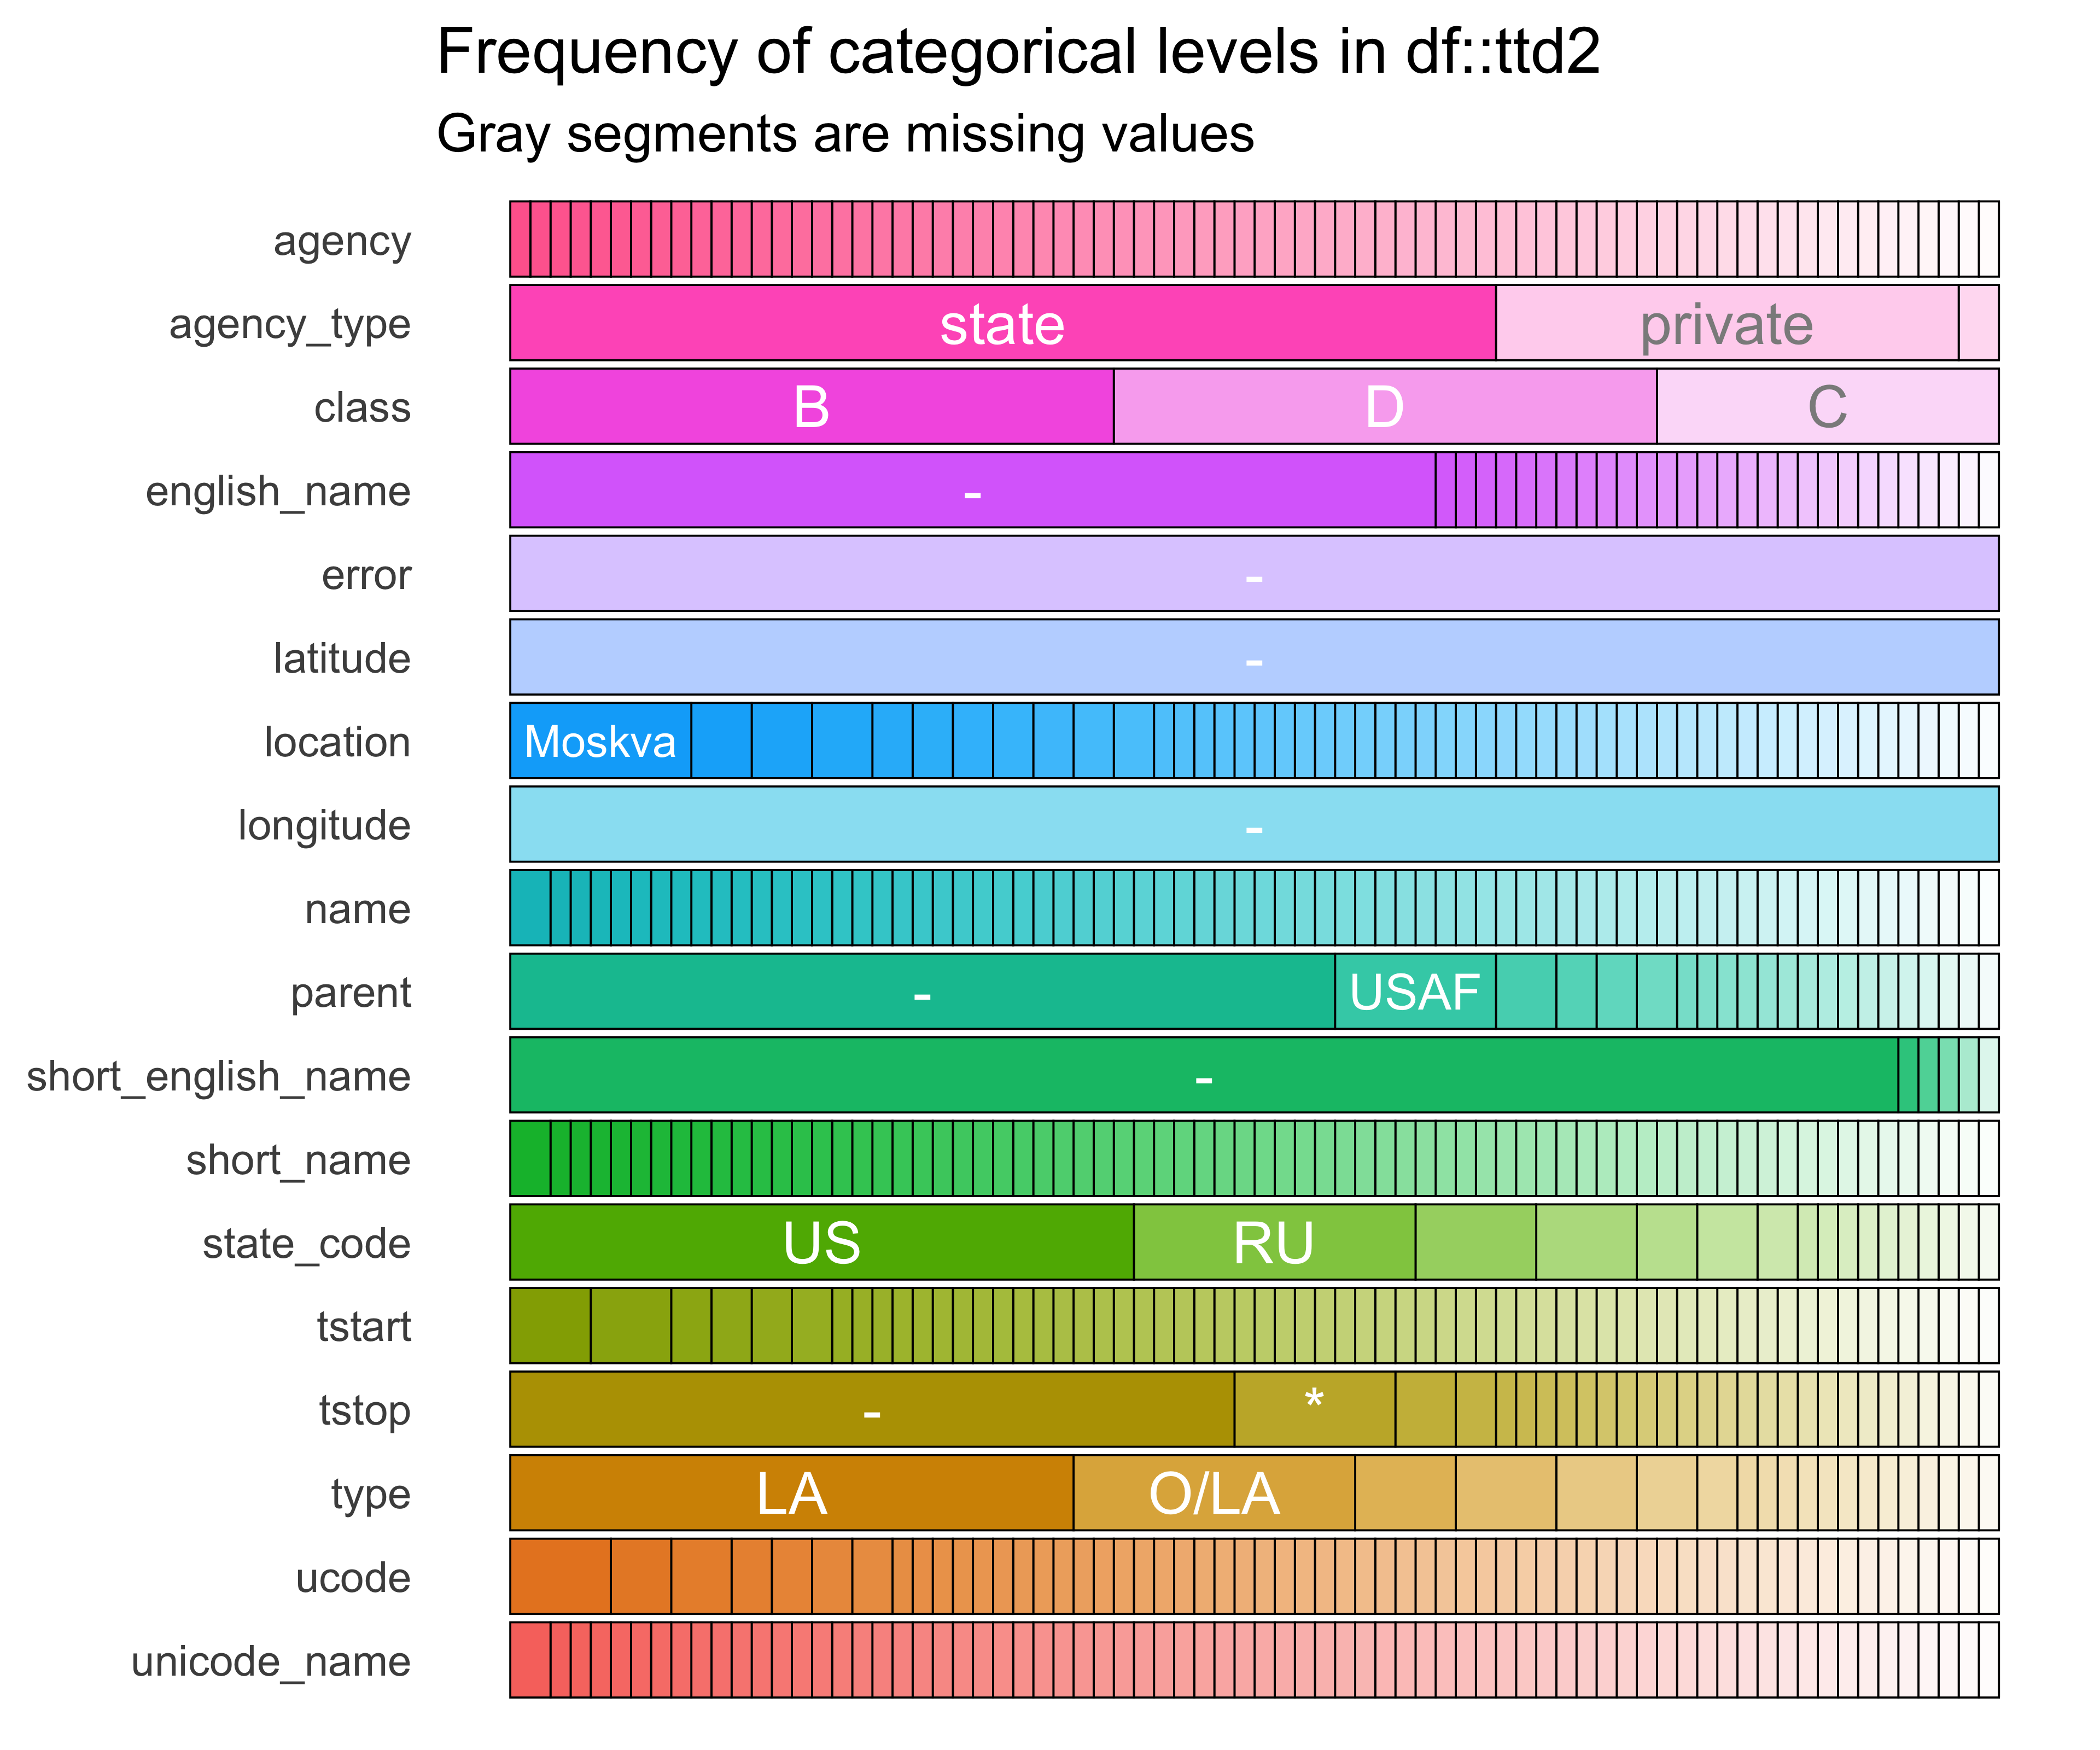 Frequency of categorical levels in df::ttd2
Gray segments are missing values
agency
agency_type state private
class B D C
english_name -
error -
latitude -
location Moskva
longitude -
name
parent - USAF
short_english_name -
short_name
state_code US RU
tstart
tstop - *
type LA O/LA
ucode
unicode_name